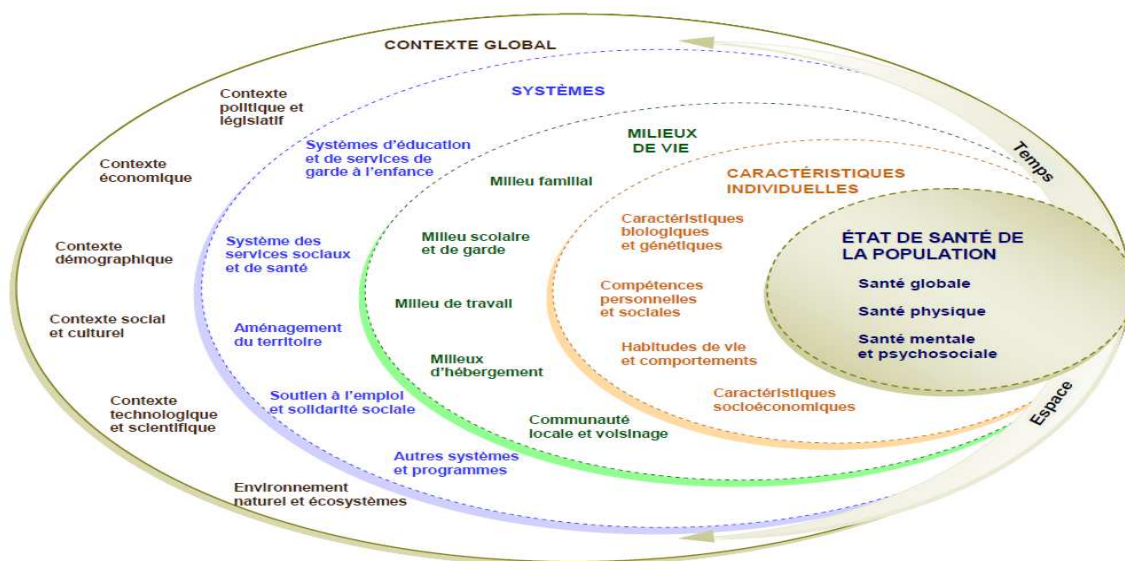 CONTEXTE GLOBAL
Contexte
politique et
législatif
Contexte
économique
Contexte
démographique
Contexte social
et culturel
Contexte
technologique
et scientifique
Environnement
naturel et écosystèmes
SYSTÈMES
Systèmes d'éducation
et de services de
garde à l'enfance
Système des
services sociaux
et de santé
Aménagement
du territoire
Soutien à l'emploi
et solidarité sociale
Autres systèmes
et programmes
MILIEUX
DE VIE
Milieu familial
Milieu scolaire
et de garde
Milieu de travail
Milieux
d'hébergement
Communauté
locale et voisinage
CARACTÉRISTIQUES
INDIVIDUELLES
Caractéristiques
biologiques
et génétiques
Compétences
personnelles
et sociales
Habitudes de vie
et comportements
Caractéristiques
socioéconomiques
ÉTAT DE SANTÉ DE
LA POPULATION
Santé globale
Santé physique
Santé mentale
et psychosociale
Temps
Espace